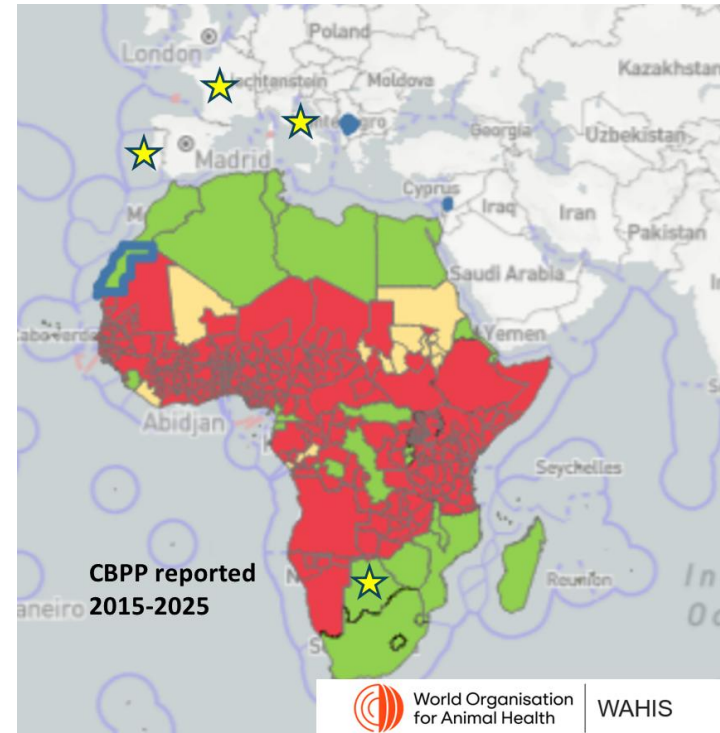 Poland
London
Kazakhstan
Moldova
Georgia
Uzbekistan
Madrid
Cyprus
Iraq
Iran
Pakistan
Saudi Arabia
Yemen
Abidjan
Seychelles
CBPP reported
2015-2025
Reunion
World Organisation
for Animal Health
WAHIS